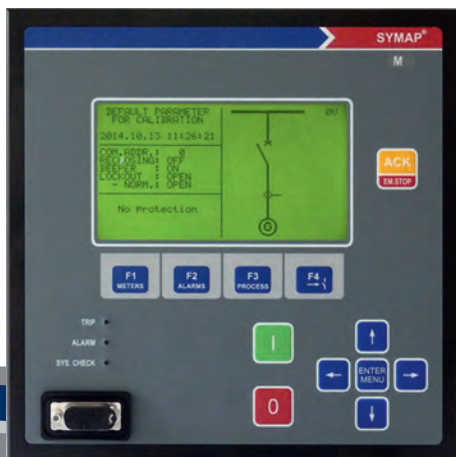 SYMAP®
M
DEFAULT PARAMETER
FOR CALIBRATION
2014.10.13 11:26:21
COM.ADDR.: 0
RECLOSING: OFF
BEEPER : ON
LOCKOUT : OPEN
- NORM.: OPEN
No Protection
0U
G
ACK
EM.STOP
F1
METERS
F2
ALARMS
F3
PROCESS
F4
TRIP
ALARM
SYS. CHECK
I
0
ENTER
MENU